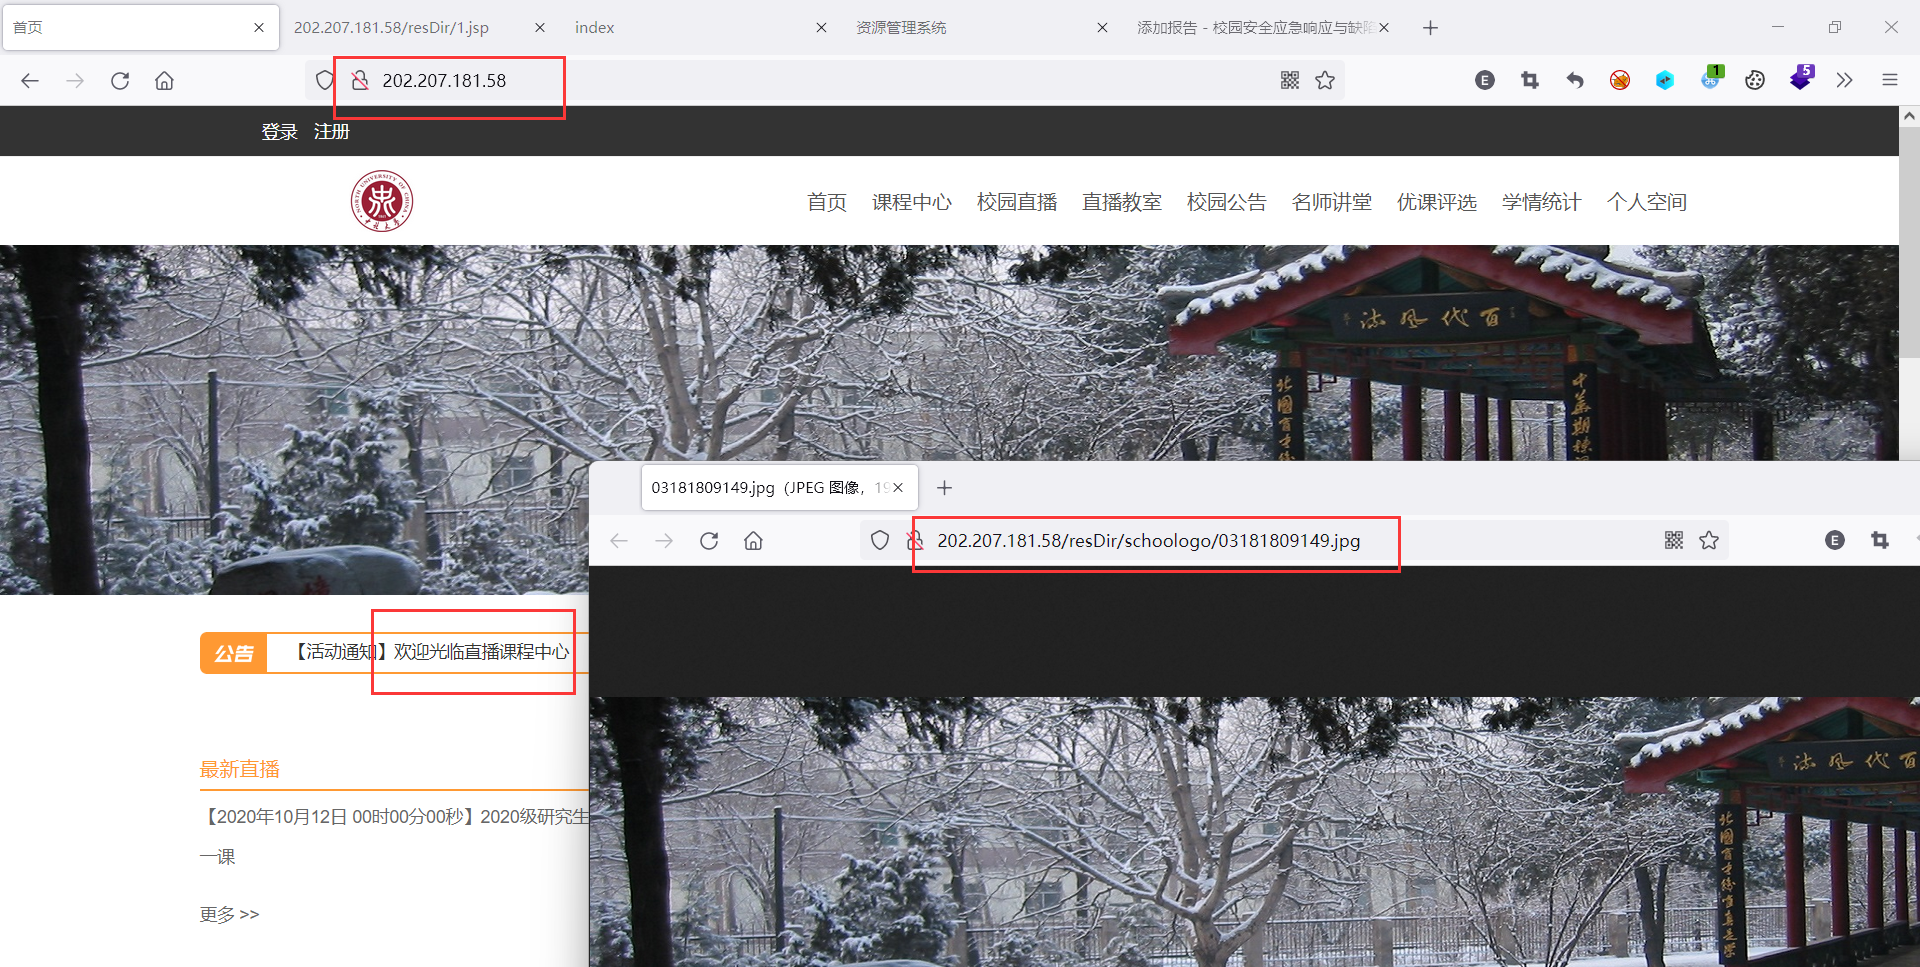 首页
202.207.181.58/resDir/1.jsp
index
资源管理系统
添加报告 - 校园安全应急响应与缺陷
202.207.181.58
E
1
5
登录 注册
NORTH UNIVERSITY OF CHINA
首页 课程中心 校园直播 直播教室 校园公告 名师讲堂 优课评选 学情统计 个人空间
百代风流
03181809149.jpg（JPEG 图像，19
202.207.181.58/resDir/schoologo/03181809149.jpg
E
公告
【活动通知】欢迎光临直播课程中心
最新直播
【2020年10月12日 00时00分00秒】2020级研究生
一课
更多 >>